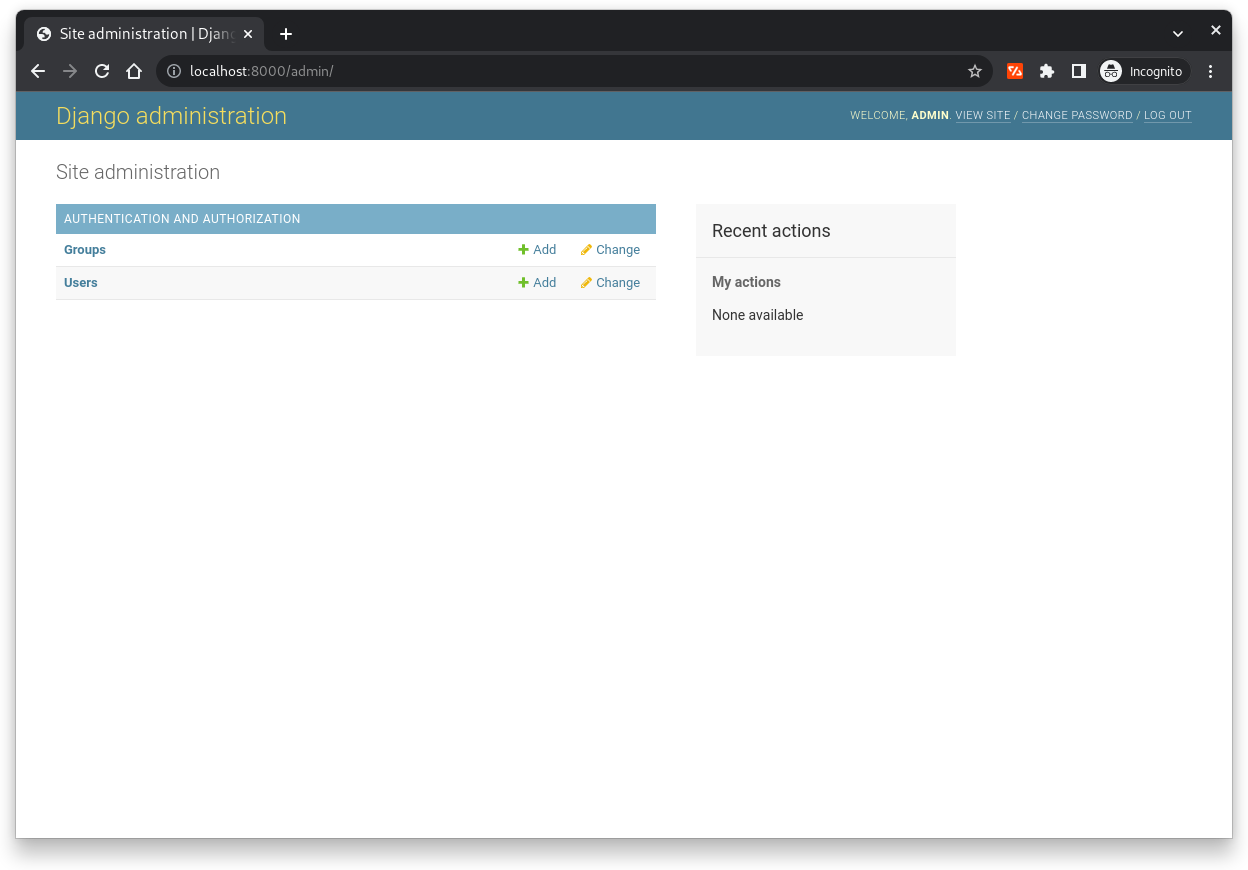 Site administration | Djang
Incognito
localhost:8000/admin/
Django administration
WELCOME, ADMIN. VIEW SITE / CHANGE PASSWORD / LOG OUT
Site administration
AUTHENTICATION AND AUTHORIZATION
Groups Add Change
Users Add Change
Recent actions
My actions
None available